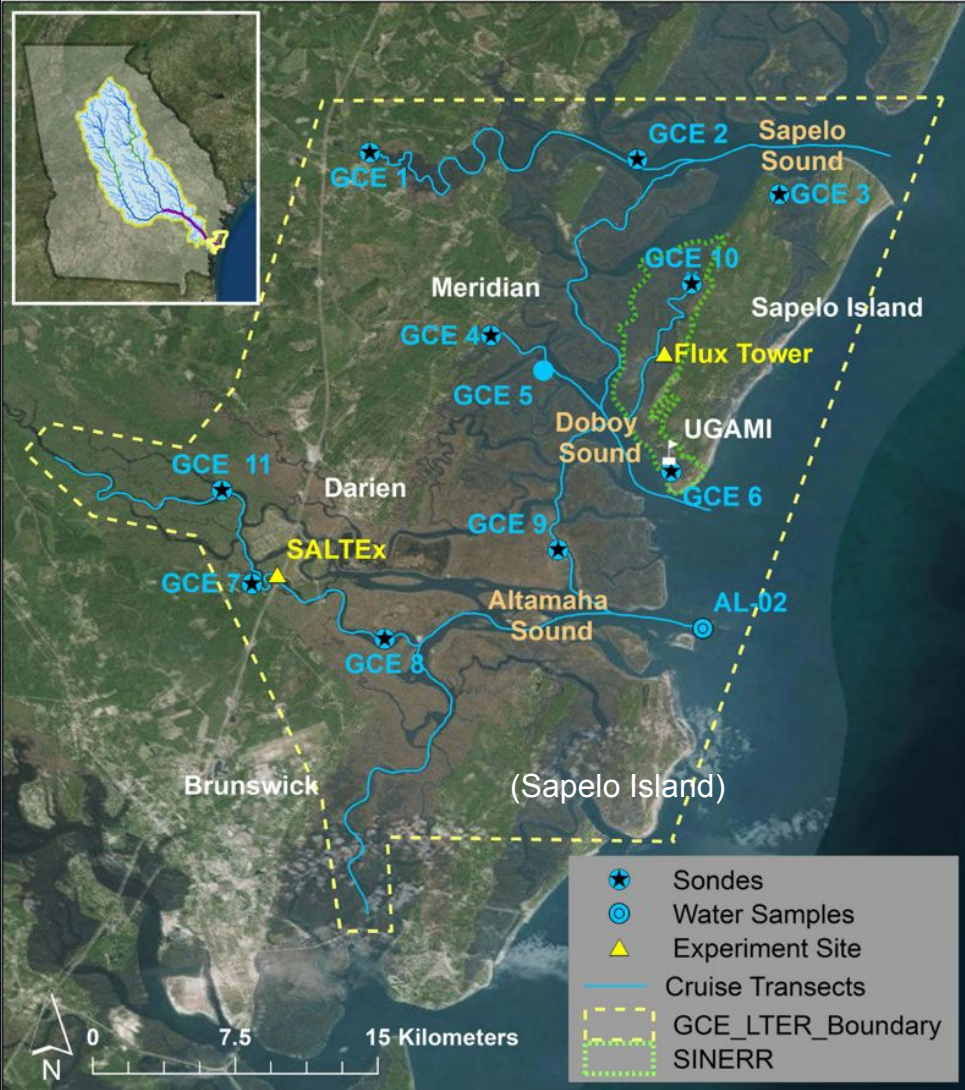 GCE 2
Sapelo
Sound
GCE 1
GCE 3
GCE 10
Meridian
Sapelo Island
GCE 4
Flux Tower
GCE 5
Doboy
Sound
UGAMI
GCE 11
GCE 6
Darien
GCE 9
SALTEx
GCE 7
Altamaha
Sound
AL-02
GCE 8
Brunswick
(Sapelo Island)
Sondes
Water Samples
Experiment Site
Cruise Transects
GCE_LTER_Boundary
SINERR
0 7.5 15 Kilometers
N